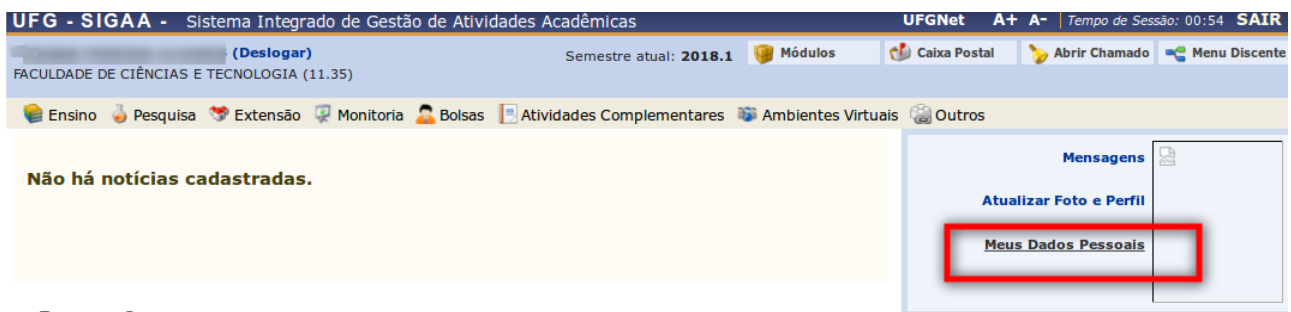 UFG - SIGAA - Sistema Integrado de Gestão de Atividades Acadêmicas UFGNet A+ A- Tempo de Sessão: 00:54 SAIR
(Deslogar) Semestre atual: 2018.1 Módulos Caixa Postal Abrir Chamado Menu Discente
FACULDADE DE CIÊNCIAS E TECNOLOGIA (11.35)
Ensino Pesquisa Extensão Monitoria Bolsas Atividades Complementares Ambientes Virtuais Outros
Mensagens
Não há notícias cadastradas.
Atualizar Foto e Perfil
Meus Dados Pessoais